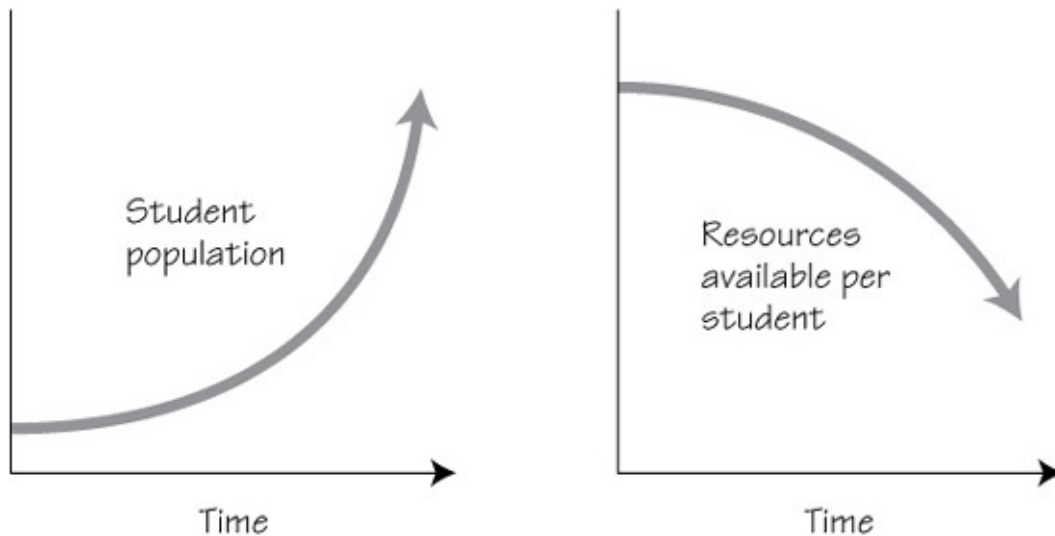 Student
population
Time
Resources
available per
student
Time